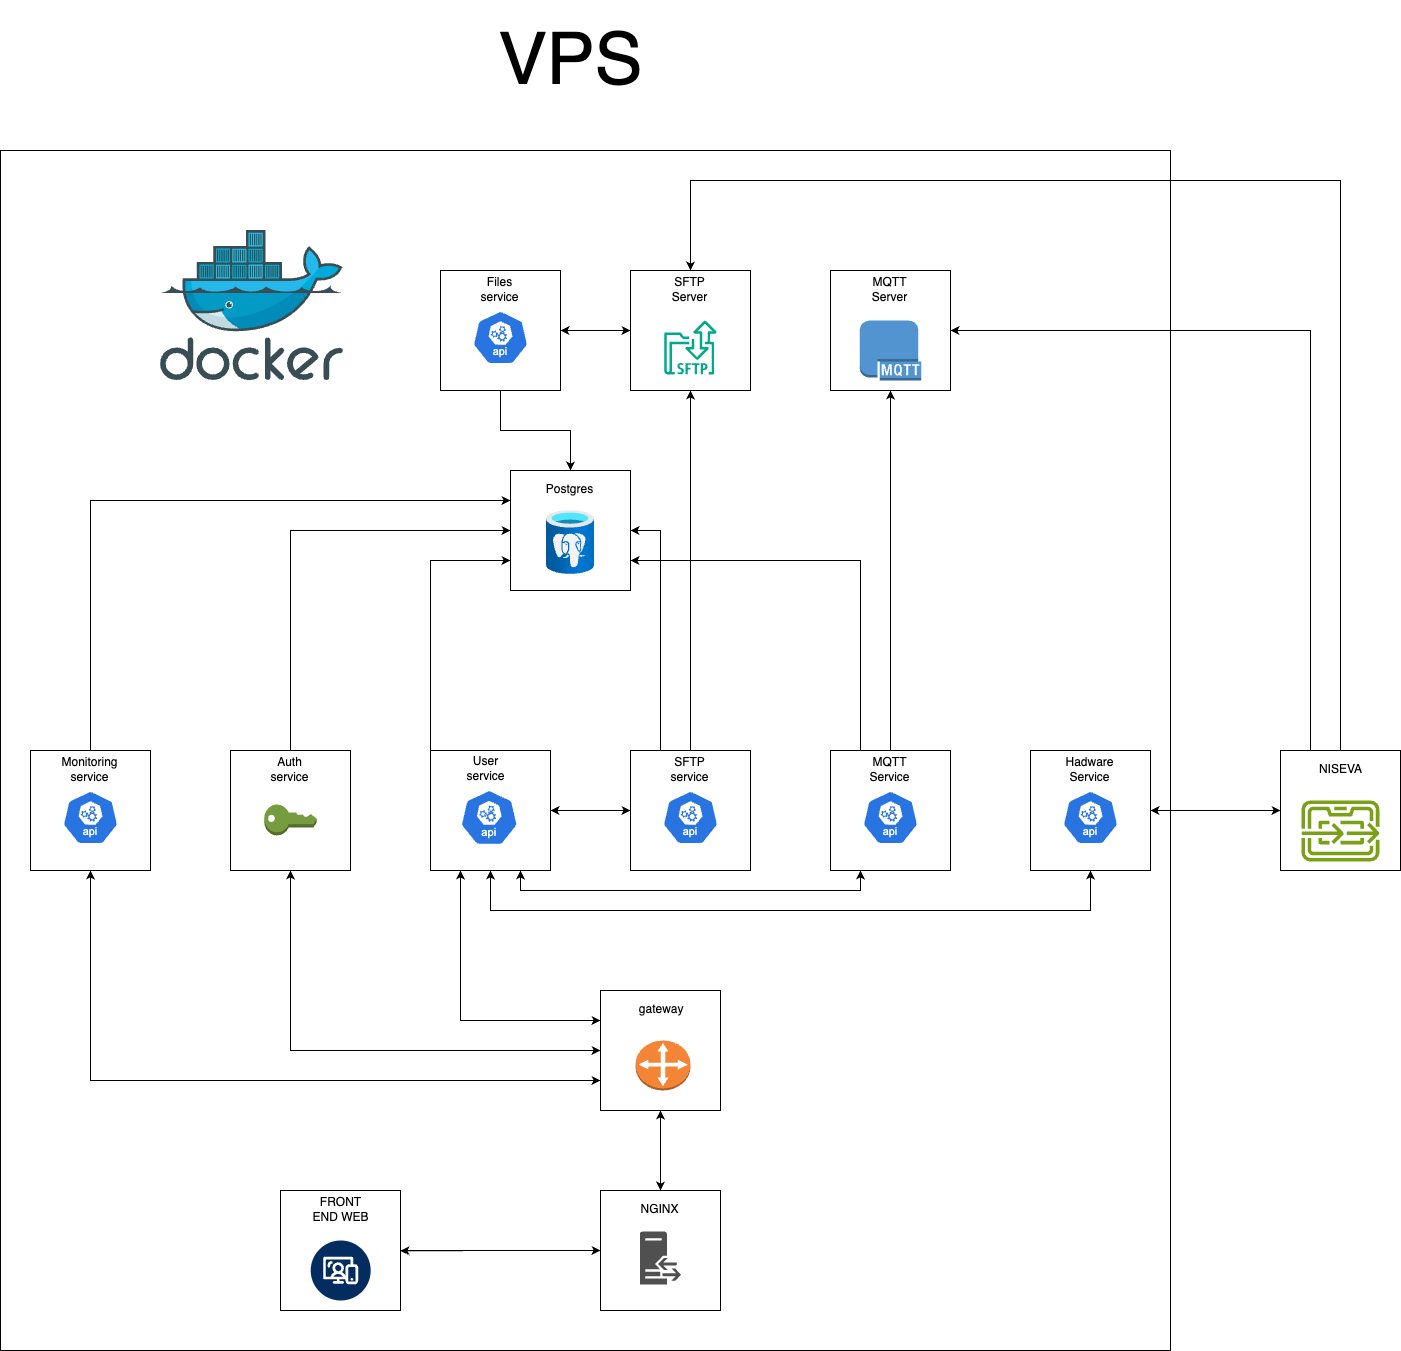 VPS
docker
Files
service
api
SFTP
Server
SFTP
MQTT
Server
MQTT
Postgres
Monitoring
service
api
Auth
service
User
service
api
SFTP
service
api
MQTT
Service
api
Hadware
Service
api
NISEVA
gateway
FRONT
END WEB
NGINX